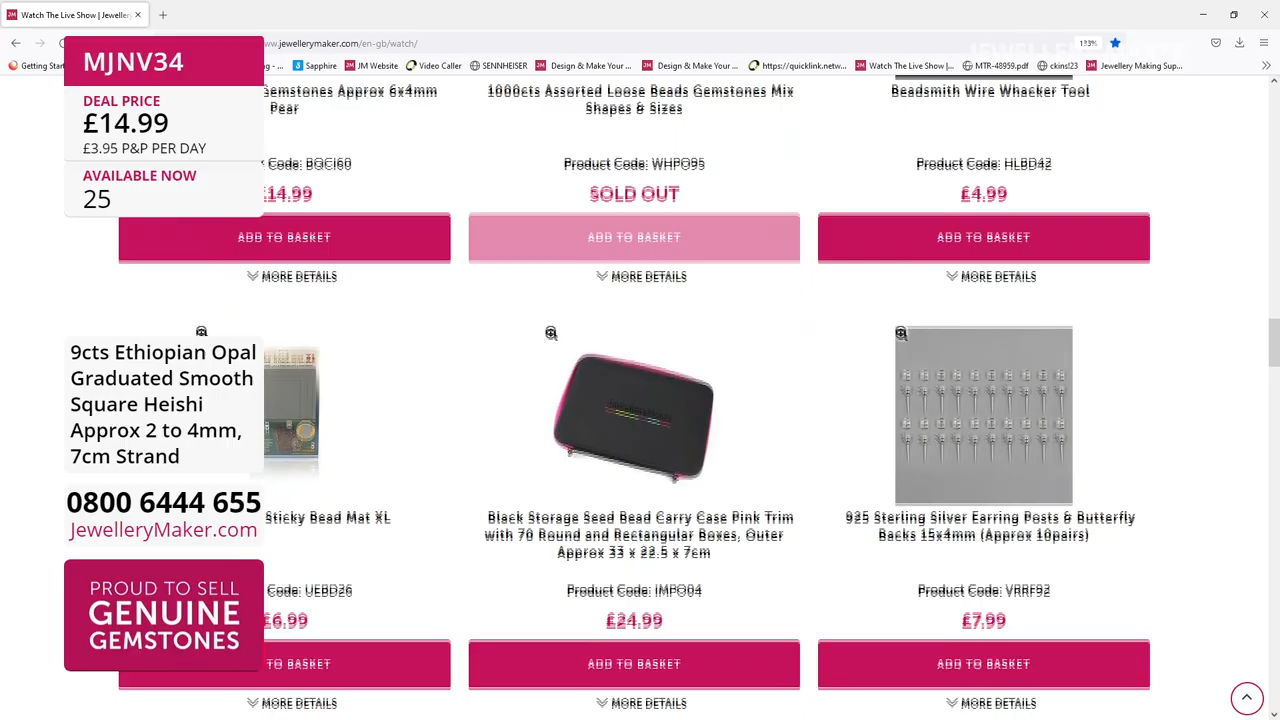 Watch The Live Show | Jeweller
ww.jewellerymaker.com/en-gb/watch/
133%
Getting Start
Sapphire
JM Website
Video Caller
SENNHEISER
Design & Make Your ...
Design & Make Your ...
https://quicklink.netw...
Watch The Live Show |...
MTR-48959.pdf
ckins!23
Jewellery Making Sup...
MJNV34
DEAL PRICE
£14.99
£3.95 P&P PER DAY
AVAILABLE NOW
25
Gemstones Approx 6x4mm
Pear
Code: BQCI60
£14.99
ADD TO BASKET
MORE DETAILS
1000cts Assorted Loose Beads Gemstones Mix
Shapes & Sizes
Product Code: WHPO95
SOLD OUT
ADD TO BASKET
MORE DETAILS
Beadsmith Wire Whacker Tool
Product Code: HLBD42
£4.99
ADD TO BASKET
MORE DETAILS
9cts Ethiopian Opal
Graduated Smooth
Square Heishi
Approx 2 to 4mm,
7cm Strand
0800 6444 655
JewelleryMaker.com
PROUD TO SELL
GENUINE
GEMSTONES
Sticky Bead Mat XL
Code: UEBD26
£6.99
TO BASKET
MORE DETAILS
Black Storage Seed Bead Carry Case Pink Trim
with 70 Round and Rectangular Boxes, Outer
Approx 33 x 22.5 x 7cm
Product Code: IMPO04
£24.99
ADD TO BASKET
MORE DETAILS
925 Sterling Silver Earring Posts & Butterfly
Backs 15x4mm (Approx 10pairs)
Product Code: VRRF92
£7.99
ADD TO BASKET
MORE DETAILS